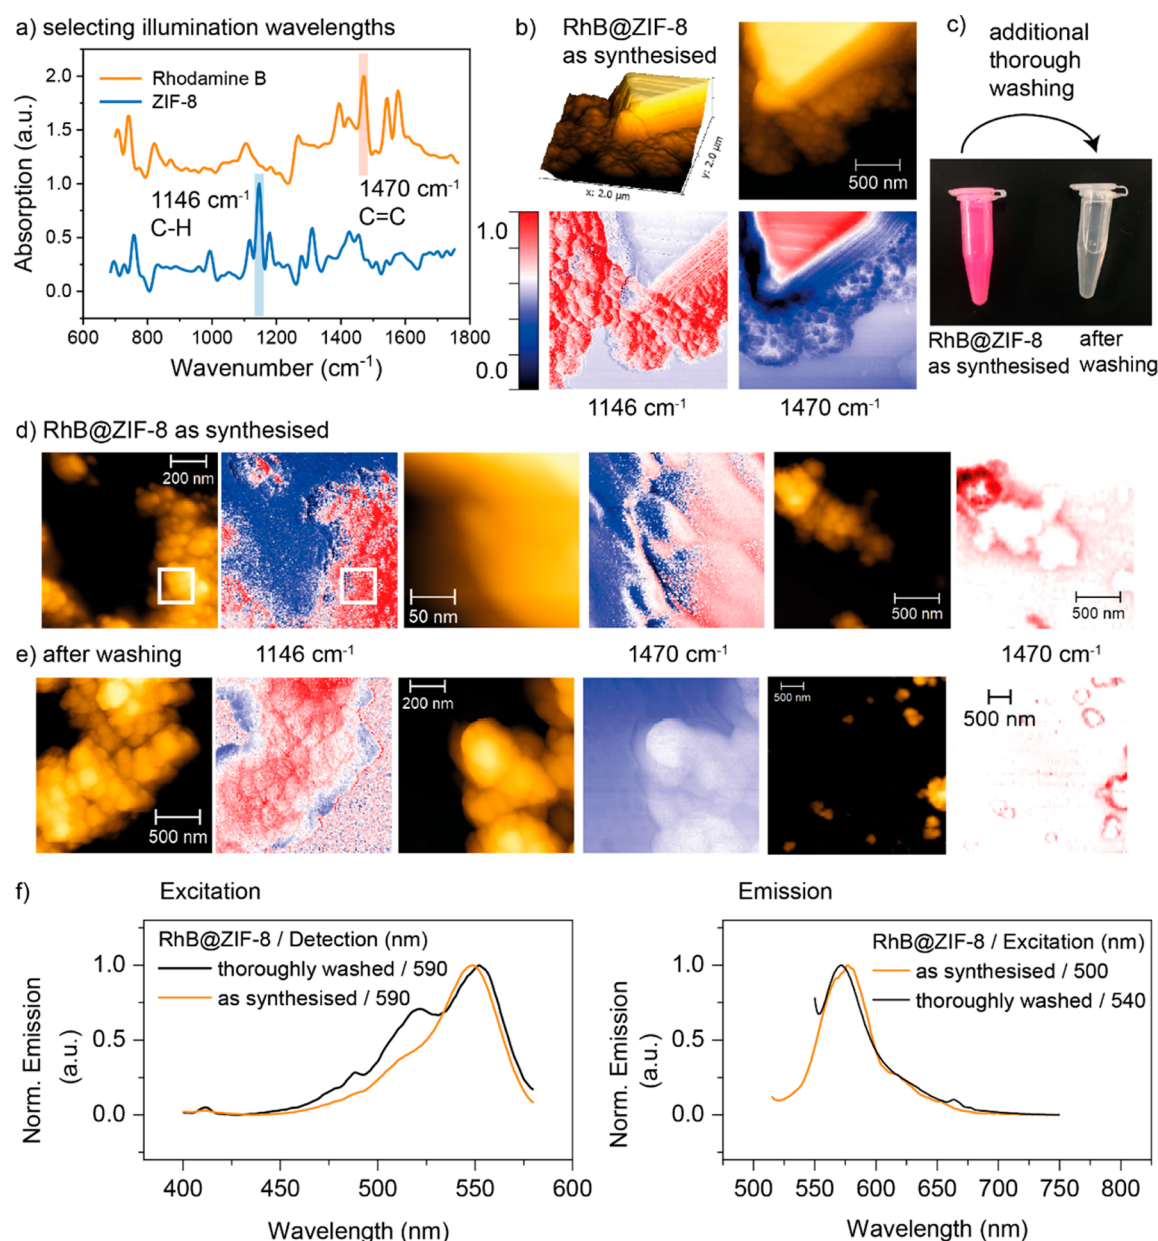 a) selecting illumination wavelengths
Rhodamine B
ZIF-8
2.0
1.5
1.0
0.5
0.0
1146 cm-1
C-H
1470 cm-1
C=C
Absorption (a.u.)
600 800 1000 1200 1400 1600 1800
Wavenumber (cm-1)
b) RhB@ZIF-8
as synthesised
x: 2.0 µm
y: 2.0 µm
500 nm
1.0
0.0
1146 cm-1
1470 cm-1
c) additional
thorough
washing
RhB@ZIF-8
as synthesised
after
washing
d) RhB@ZIF-8 as synthesised
200 nm
50 nm
500 nm
500 nm
1146 cm-1
1470 cm-1
1470 cm-1
e) after washing
500 nm
200 nm
500 nm
500 nm
f) Excitation
RhB@ZIF-8 / Detection (nm)
thoroughly washed / 590
as synthesised / 590
1.0
0.5
0.0
Norm. Emission
(a.u.)
400 450 500 550 600
Wavelength (nm)
Emission
RhB@ZIF-8 / Excitation (nm)
as synthesised / 500
thoroughly washed / 540
1.0
0.5
0.0
Norm. Emission
(a.u.)
500 550 600 650 700 750 800
Wavelength (nm)